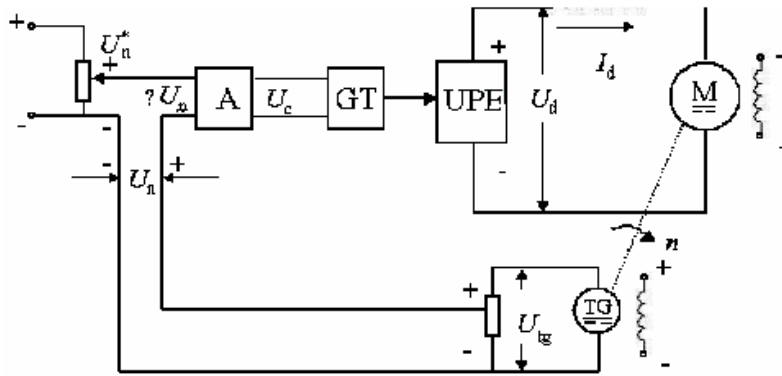 +
U*n
+
+
Id
? Un
A
Uc
GT
UPE
Ud
M
-
-
-
-
Un
+
-
-
n
+
+
Utg
TG
-
-